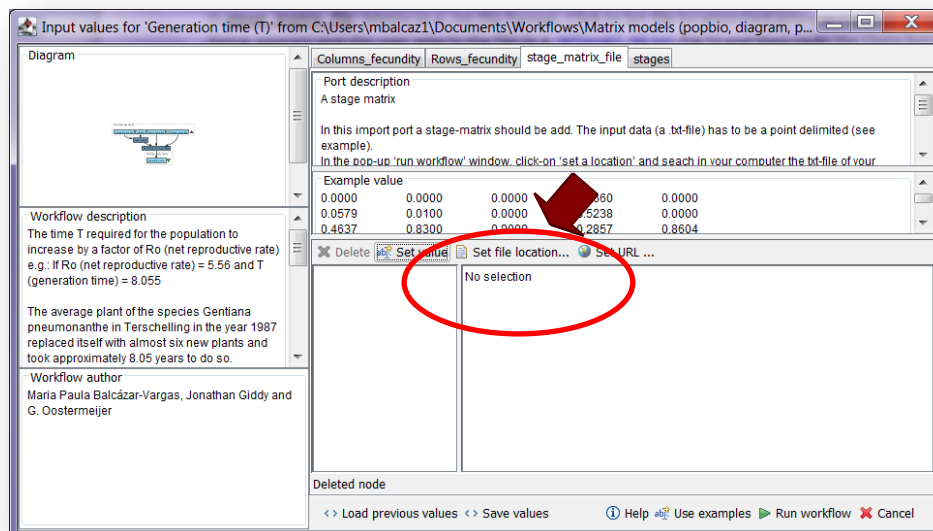 Input values for 'Generation time (T)' from C:\Users\mbalcaz1\Documents\Workflows\Matrix models (popbio, diagram, p...
Diagram
Workflow description
The time T required for the population to
increase by a factor of Ro (net reproductive rate)
e.g.: If Ro (net reproductive rate) = 5.56 and T
(generation time) = 8.055
The average plant of the species Gentiana
pneumonanthe in Terschelling in the year 1987
replaced itself with almost six new plants and
took approximately 8.05 years to do so.
Workflow author
Maria Paula Balcázar-Vargas, Jonathan Giddy and
G. Oostermeijer
Columns_fecundity Rows_fecundity stage_matrix_file stages
Port description
A stage matrix
In this import port a stage-matrix should be add. The input data (a .txt-file) has to be a point delimited (see
example).
In the pop-up 'run workflow' window, click-on 'set a location' and seach in your computer the txt-file of your
Example value
0.0000 0.0000 0.0000 0.0000
0.0579 0.0100 0.0000 .5238 0.0000
0.4637 0.8300 0.2857 0.8604
Delete Set value Set file location... Set URL ...
No selection
Deleted node
Load previous values Save values Help Use examples Run workflow Cancel